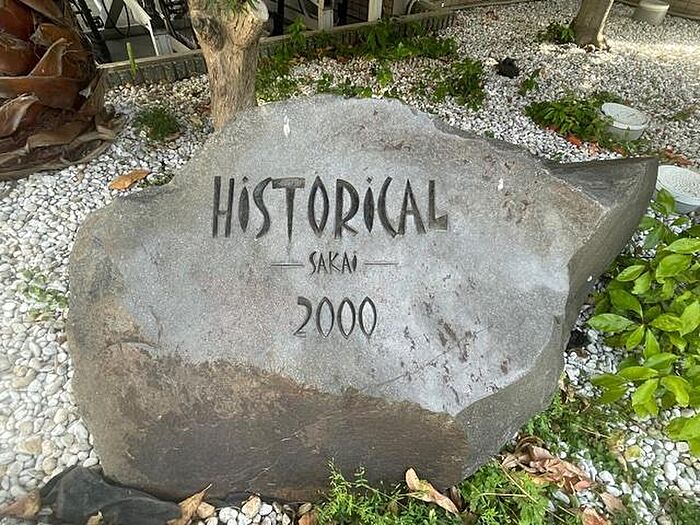 HiSTORiCAL
— SAKAi —
2000